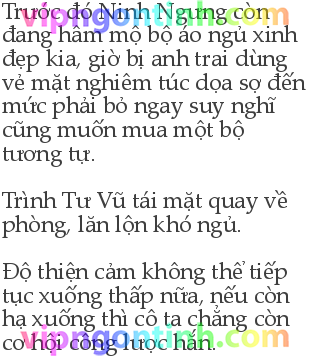 Trước đó Ninh Ngưng còn
đang hâm mộ bộ áo ngủ xinh
đẹp kia, giờ bị anh trai dùng
vẻ mặt nghiêm túc dọa sợ đến
mức phải bỏ ngay suy nghĩ
cũng muốn mua một bộ
tương tự.
Trình Tư Vũ tái mặt quay về
phòng, lăn lộn khó ngủ.
Độ thiện cảm không thể tiếp
tục xuống thấp nữa, nếu còn
hạ xuống thì cô ta chẳng còn
cơ hội công lược hắn.
vipngontinh.com
vipngontinh.com